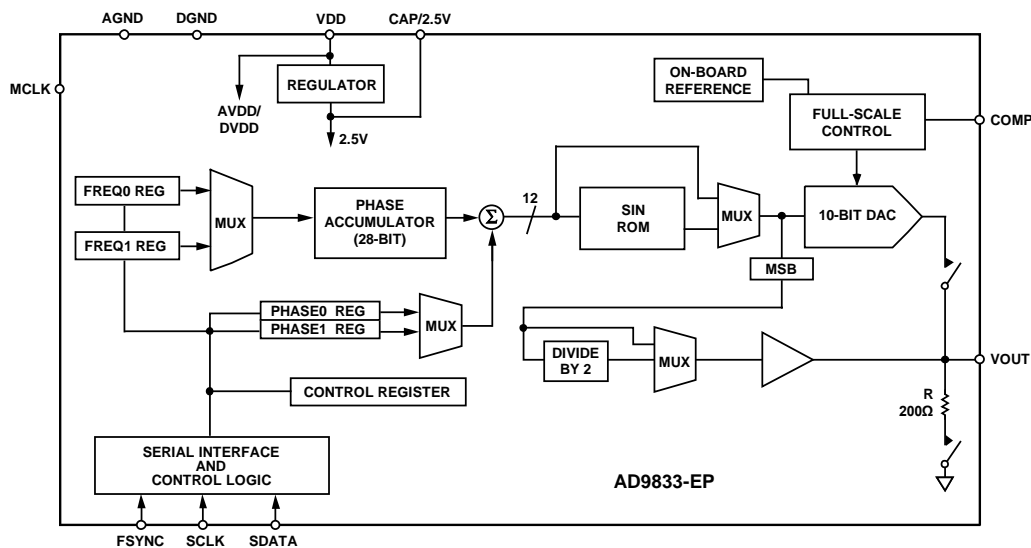 AGND
DGND
VDD
CAP/2.5V
MCLK
REGULATOR
AVDD/
DVDD
2.5V
ON-BOARD
REFERENCE
FULL-SCALE
CONTROL
COMP
FREQ0 REG
FREQ1 REG
MUX
PHASE
ACCUMULATOR
(28-BIT)
Σ
12
SIN
ROM
MUX
10-BIT DAC
MSB
PHASE0 REG
PHASE1 REG
MUX
DIVIDE
BY 2
MUX
VOUT
R
200Ω
CONTROL REGISTER
SERIAL INTERFACE
AND
CONTROL LOGIC
AD9833-EP
FSYNC
SCLK
SDATA